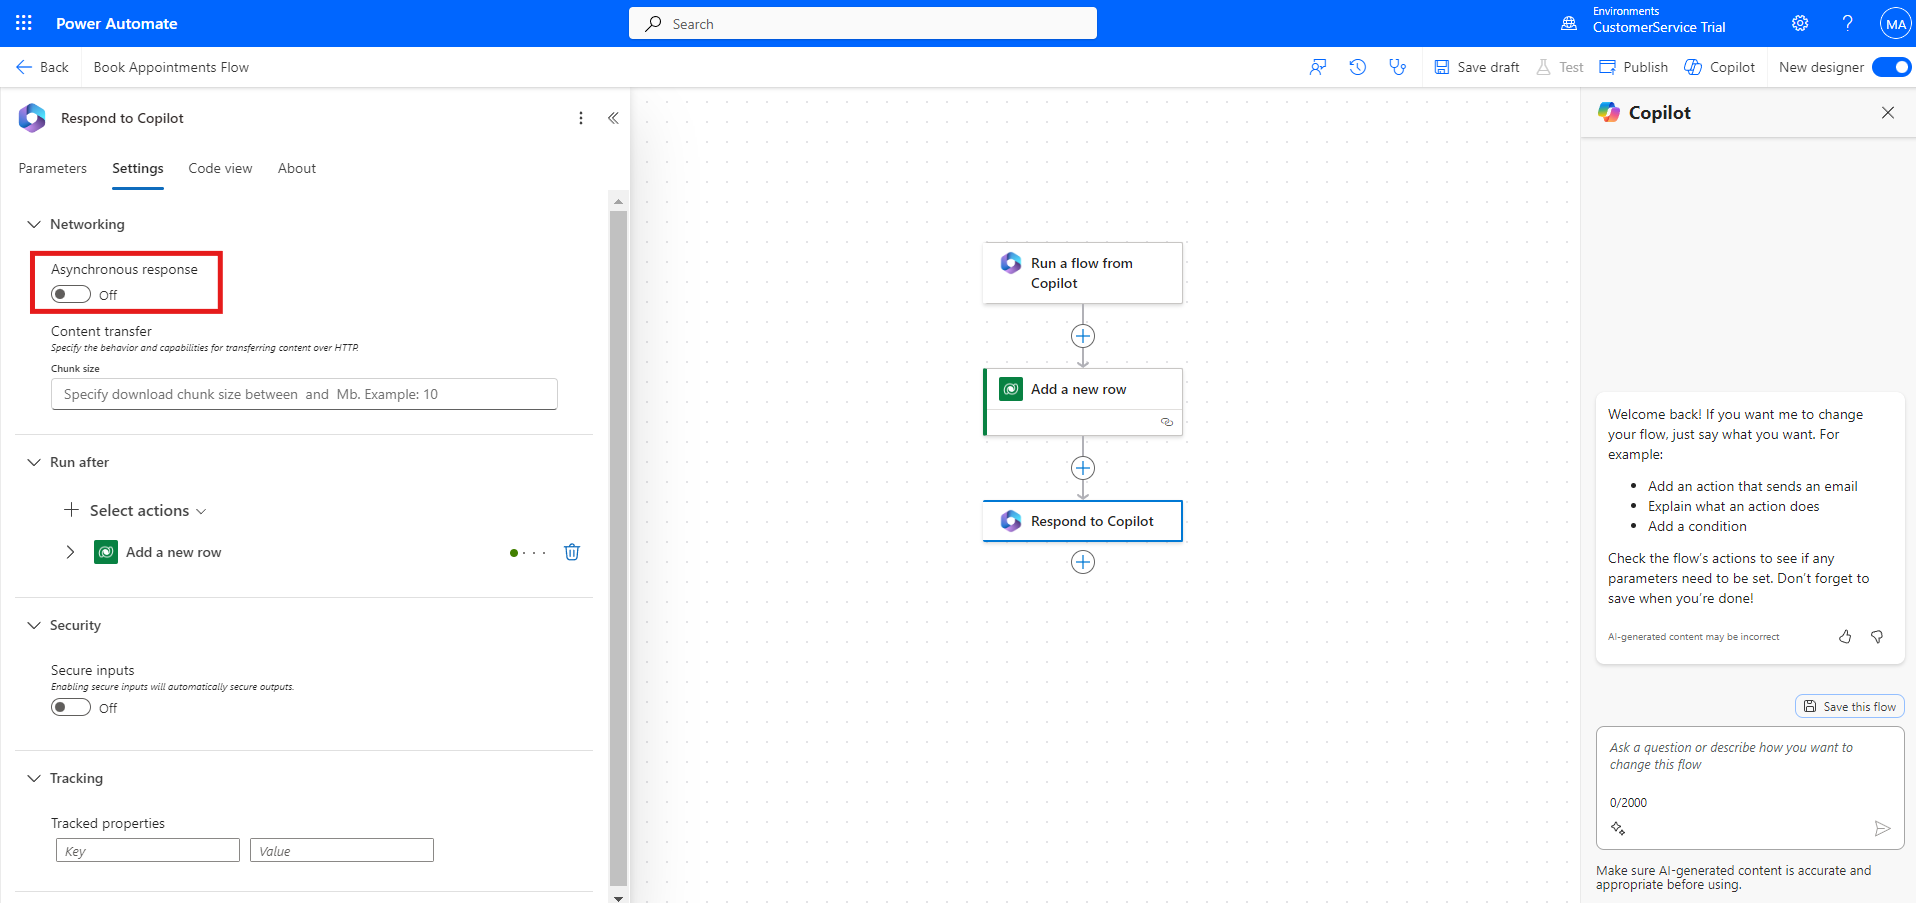 Power Automate
Search
Environments
CustomerService Trial
MA
Back
Book Appointments Flow
Save draft
Test
Publish
Copilot
New designer
Respond to Copilot
Parameters
Settings
Code view
About
Networking
Asynchronous response
Off
Content transfer
Specify the behavior and capabilities for transferring content over HTTP.
Chunk size
Specify download chunk size between  and  Mb. Example: 10
Run after
Select actions
Add a new row
Security
Secure inputs
Enabling secure inputs will automatically secure outputs.
Off
Tracking
Tracked properties
Key
Value
Run a flow from
Copilot
Add a new row
Respond to Copilot
Copilot
Welcome back! If you want me to change
your flow, just say what you want. For
example:
• Add an action that sends an email
• Explain what an action does
• Add a condition
Check the flow's actions to see if any
parameters need to be set. Don't forget to
save when you're done!
AI-generated content may be incorrect
Save this flow
Ask a question or describe how you want to
change this flow
0/2000
Make sure AI-generated content is accurate and
appropriate before using.